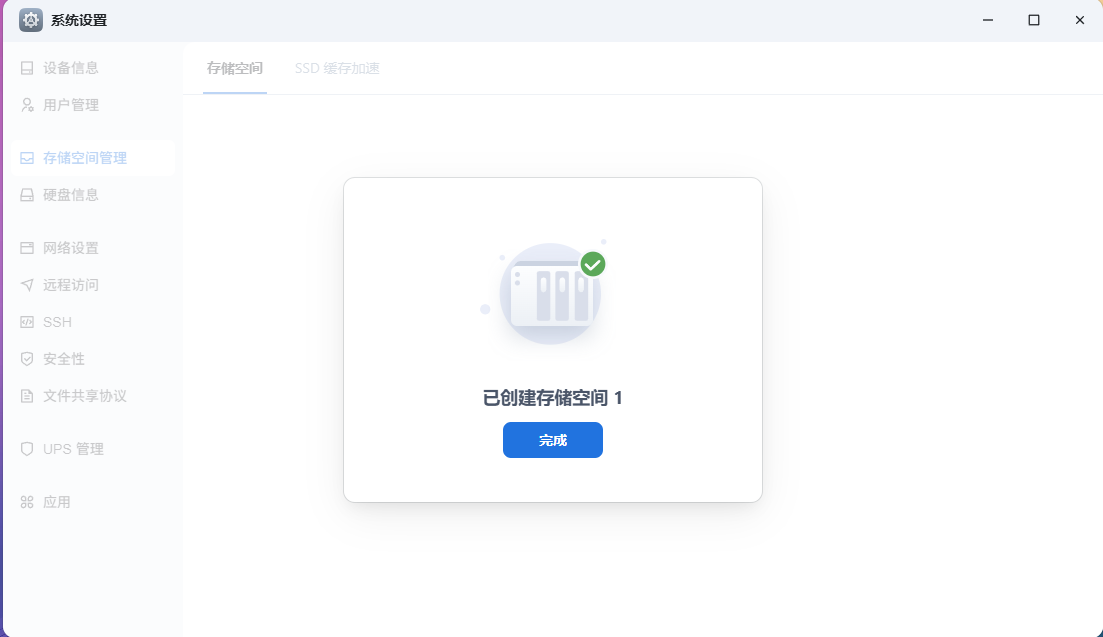 系统设置
设备信息
用户管理
存储空间管理
硬盘信息
网络设置
远程访问
SSH
安全性
文件共享协议
UPS 管理
应用
存储空间
SSD 缓存加速
已创建存储空间 1
完成